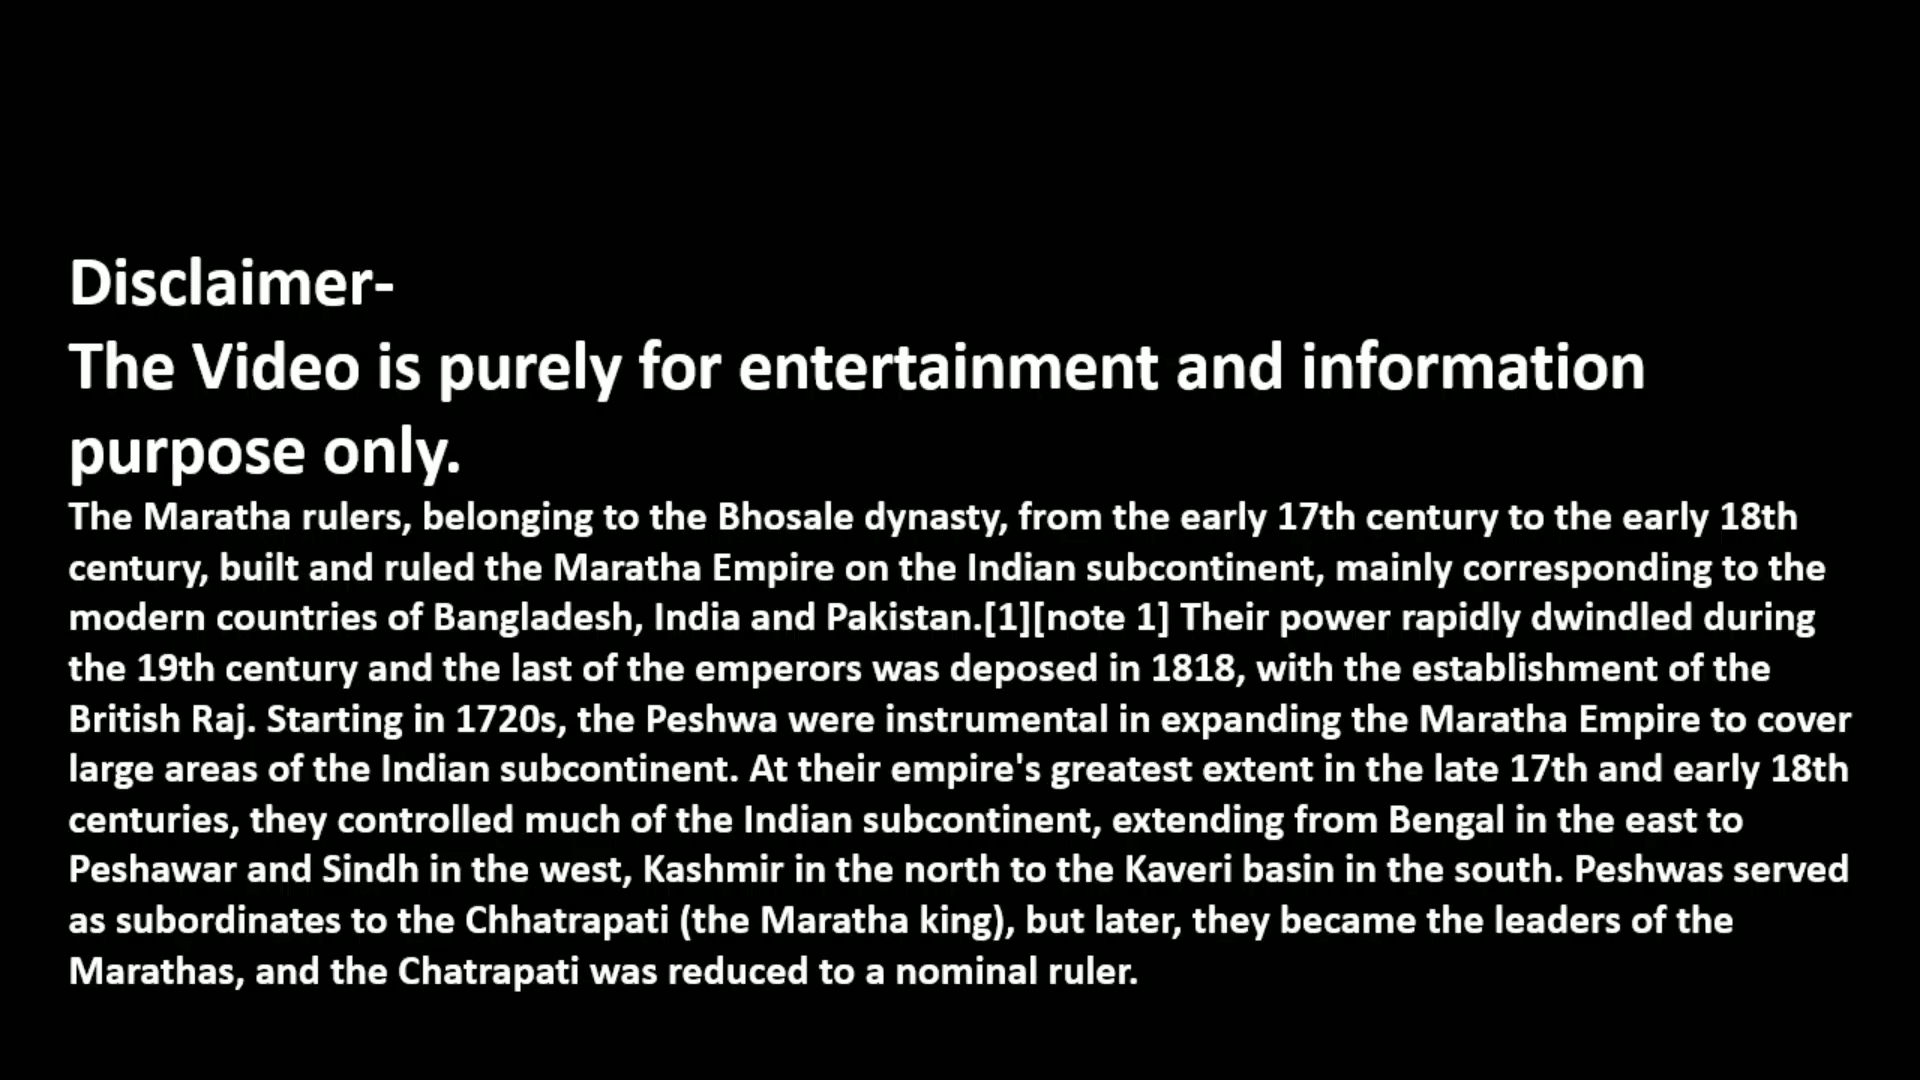 Disclaimer-
The Video is purely for entertainment and information
purpose only.
The Maratha rulers, belonging to the Bhosale dynasty, from the early 17th century to the early 18th
century, built and ruled the Maratha Empire on the Indian subcontinent, mainly corresponding to the
modern countries of Bangladesh, India and Pakistan.[1][note 1] Their power rapidly dwindled during
the 19th century and the last of the emperors was deposed in 1818, with the establishment of the
British Raj. Starting in 1720s, the Peshwa were instrumental in expanding the Maratha Empire to cover
large areas of the Indian subcontinent. At their empire's greatest extent in the late 17th and early 18th
centuries, they controlled much of the Indian subcontinent, extending from Bengal in the east to
Peshawar and Sindh in the west, Kashmir in the north to the Kaveri basin in the south. Peshwas served
as subordinates to the Chhatrapati (the Maratha king), but later, they became the leaders of the
Marathas, and the Chatrapati was reduced to a nominal ruler.